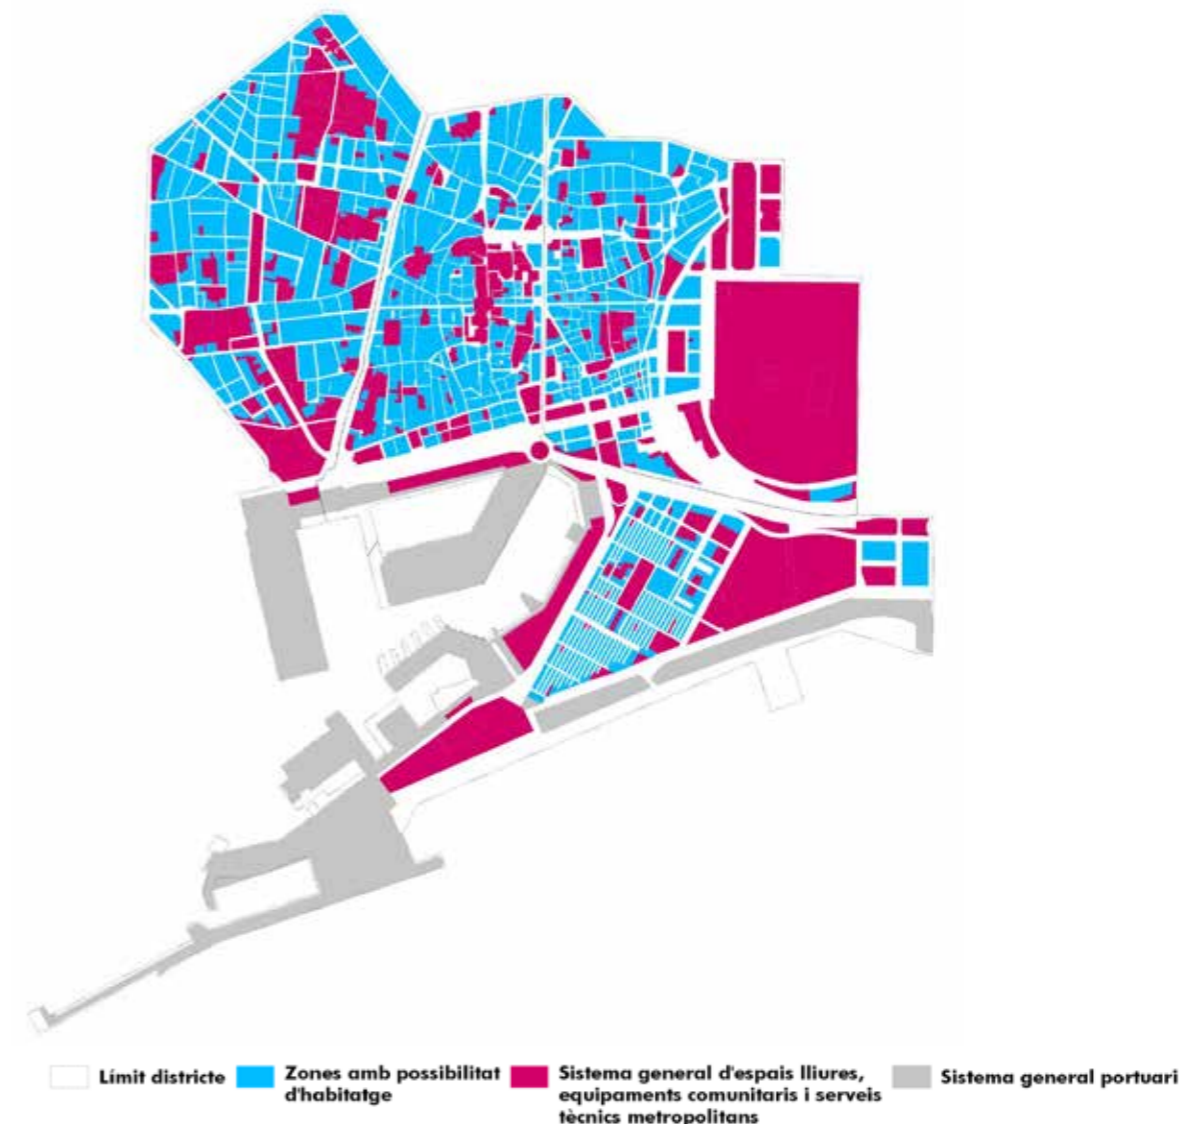 Límit districte
Zones amb possibilitat
d'habitatge
Sistema general d'espais lliures,
equipaments comunitaris i serveis
tècnics metropolitans
Sistema general portuari